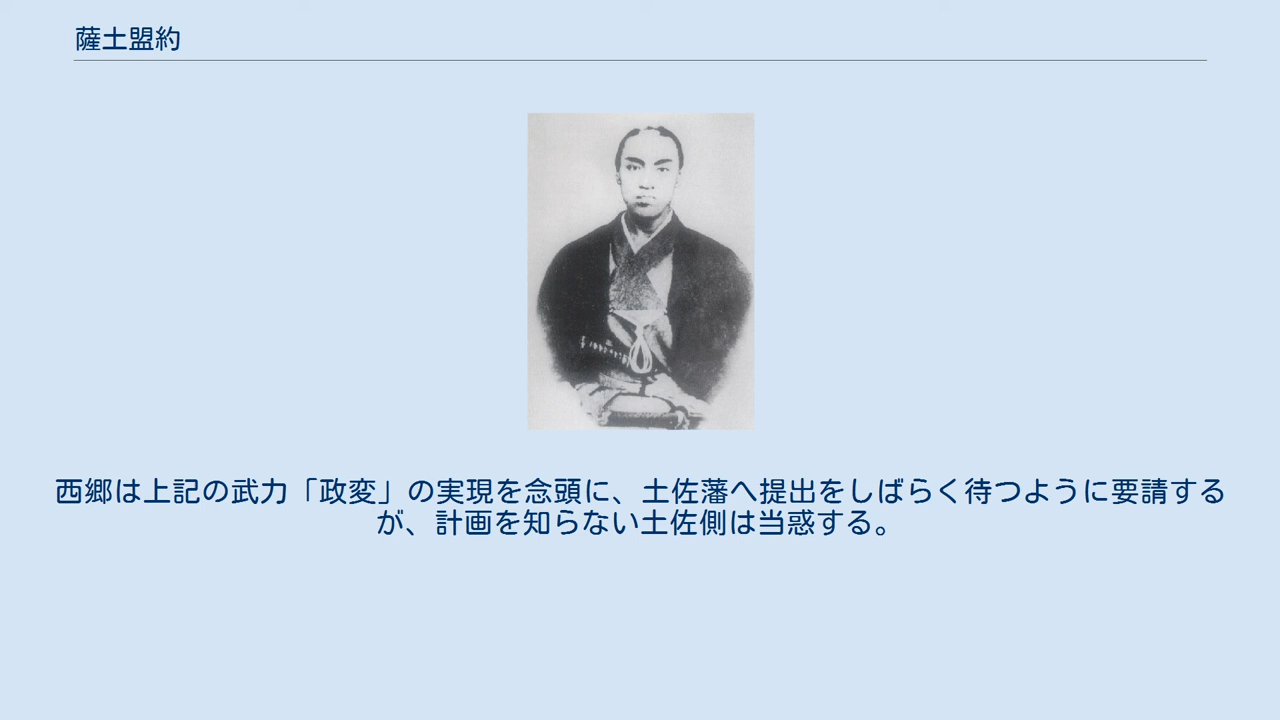 薩土盟約
西郷は上記の武力「政変」の実現を念頭に、土佐藩へ提出をしばらく待つように要請する
が、計画を知らない土佐側は当惑する。